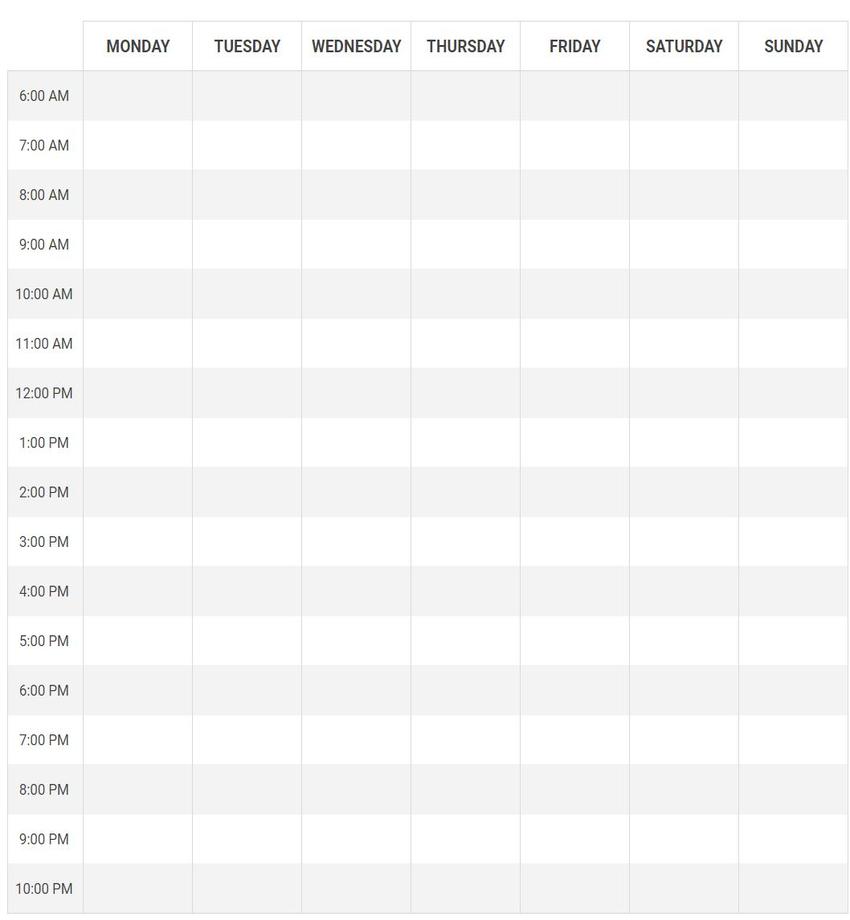 MONDAY TUESDAY WEDNESDAY THURSDAY FRIDAY SATURDAY SUNDAY
6:00 AM
7:00 AM
8:00 AM
9:00 AM
10:00 AM
11:00 AM
12:00 PM
1:00 PM
2:00 PM
3:00 PM
4:00 PM
5:00 PM
6:00 PM
7:00 PM
8:00 PM
9:00 PM
10:00 PM